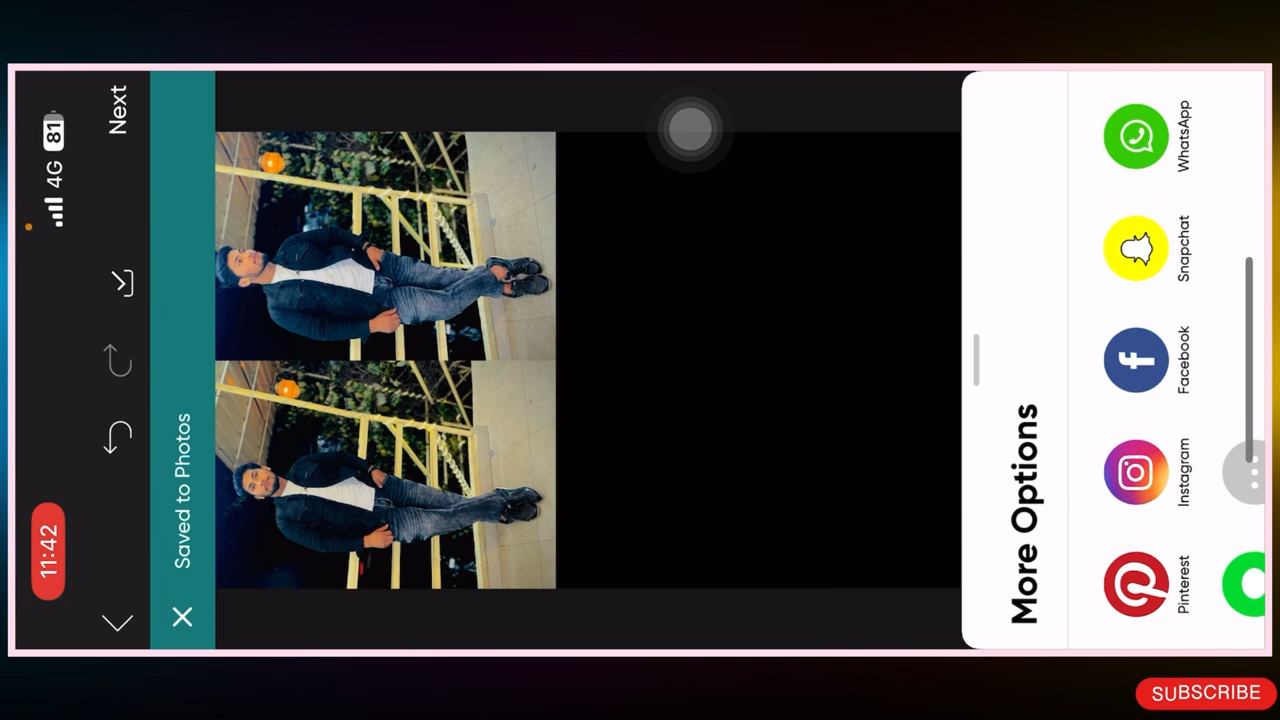 11:42
4G 81
Next
Saved to Photos
More Options
Pinterest
Instagram
Facebook
Snapchat
WhatsApp
SUBSCRIBE